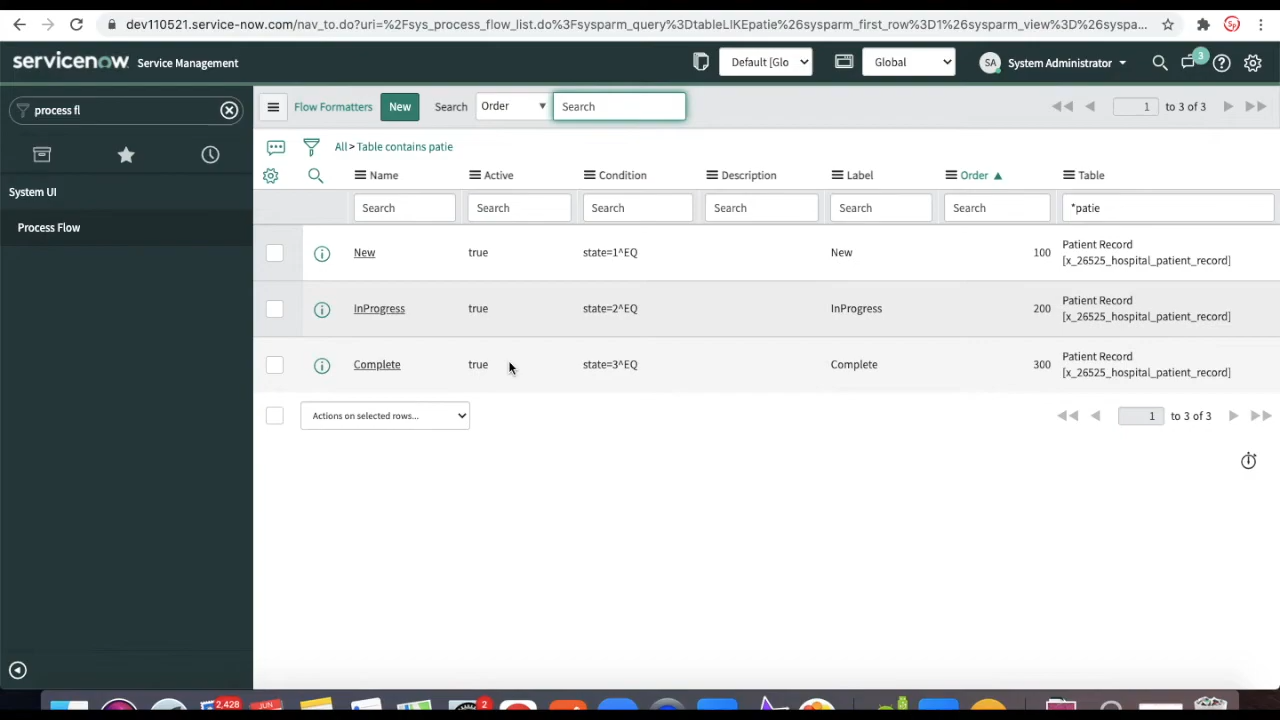 dev110521.service-now.com/nav_to.do?uri=%2Fsys_process_flow_list.do%3Fsysparm_query%3DtableLIKEpatie%26sysparm_first_row%3D1%26sysparm_view%3D%26syspa...
Sp
servicenow Service Management
Default [Glo
Global
SA System Administrator
3
process fl
Flow Formatters New Search Order Search
1 to 3 of 3
All > Table contains patie
System UI
Process Flow
Name Active Condition Description Label Order Table
Search Search Search Search Search Search *patie
New true state=1^EQ New 100 Patient Record
[x_26525_hospital_patient_record]
InProgress true state=2^EQ InProgress 200 Patient Record
[x_26525_hospital_patient_record]
Complete true state=3^EQ Complete 300 Patient Record
[x_26525_hospital_patient_record]
Actions on selected rows...
1 to 3 of 3
2,428 JUN 2